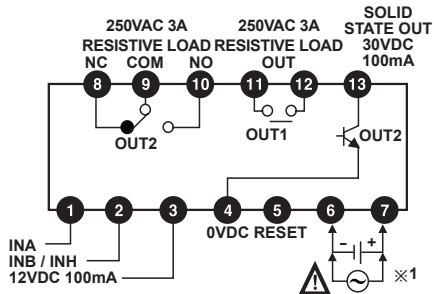 250VAC 3A
RESISTIVE LOAD
NC COM NO
250VAC 3A
RESISTIVE LOAD
OUT
SOLID
STATE OUT
30VDC
100mA
8 9 10 11 12 13
OUT2
OUT1
OUT2
1 2 3 4 5 6 7
0VDC RESET
INA
INB / INH
12VDC 100mA
- +
※1